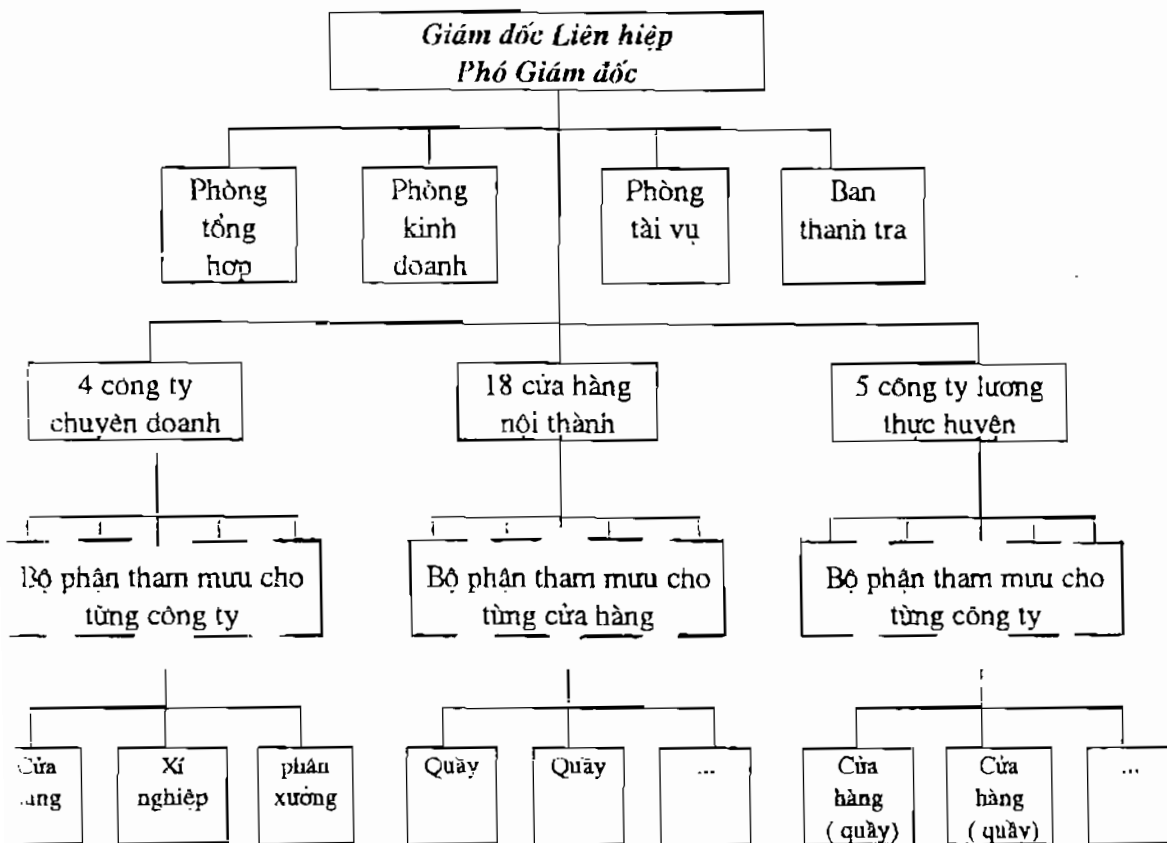 Giám đốc Liên hiệp
Phó Giám đốc
Phòng
tổng
hợp
Phòng
kinh
doanh
Phòng
tài vụ
Ban
thanh tra
4 công ty
chuyên doanh
18 cửa hàng
nội thành
5 công ty lương
thực huyện
Bộ phận tham mưu cho
từng công ty
Bộ phận tham mưu cho
từng cửa hàng
Bộ phận tham mưu cho
từng công ty
Cửa
Xí
nghiệp
phân
xưởng
Quầy
Quầy
...
Cửa
hàng
( quầy)
Cửa
hàng
( quầy)
...